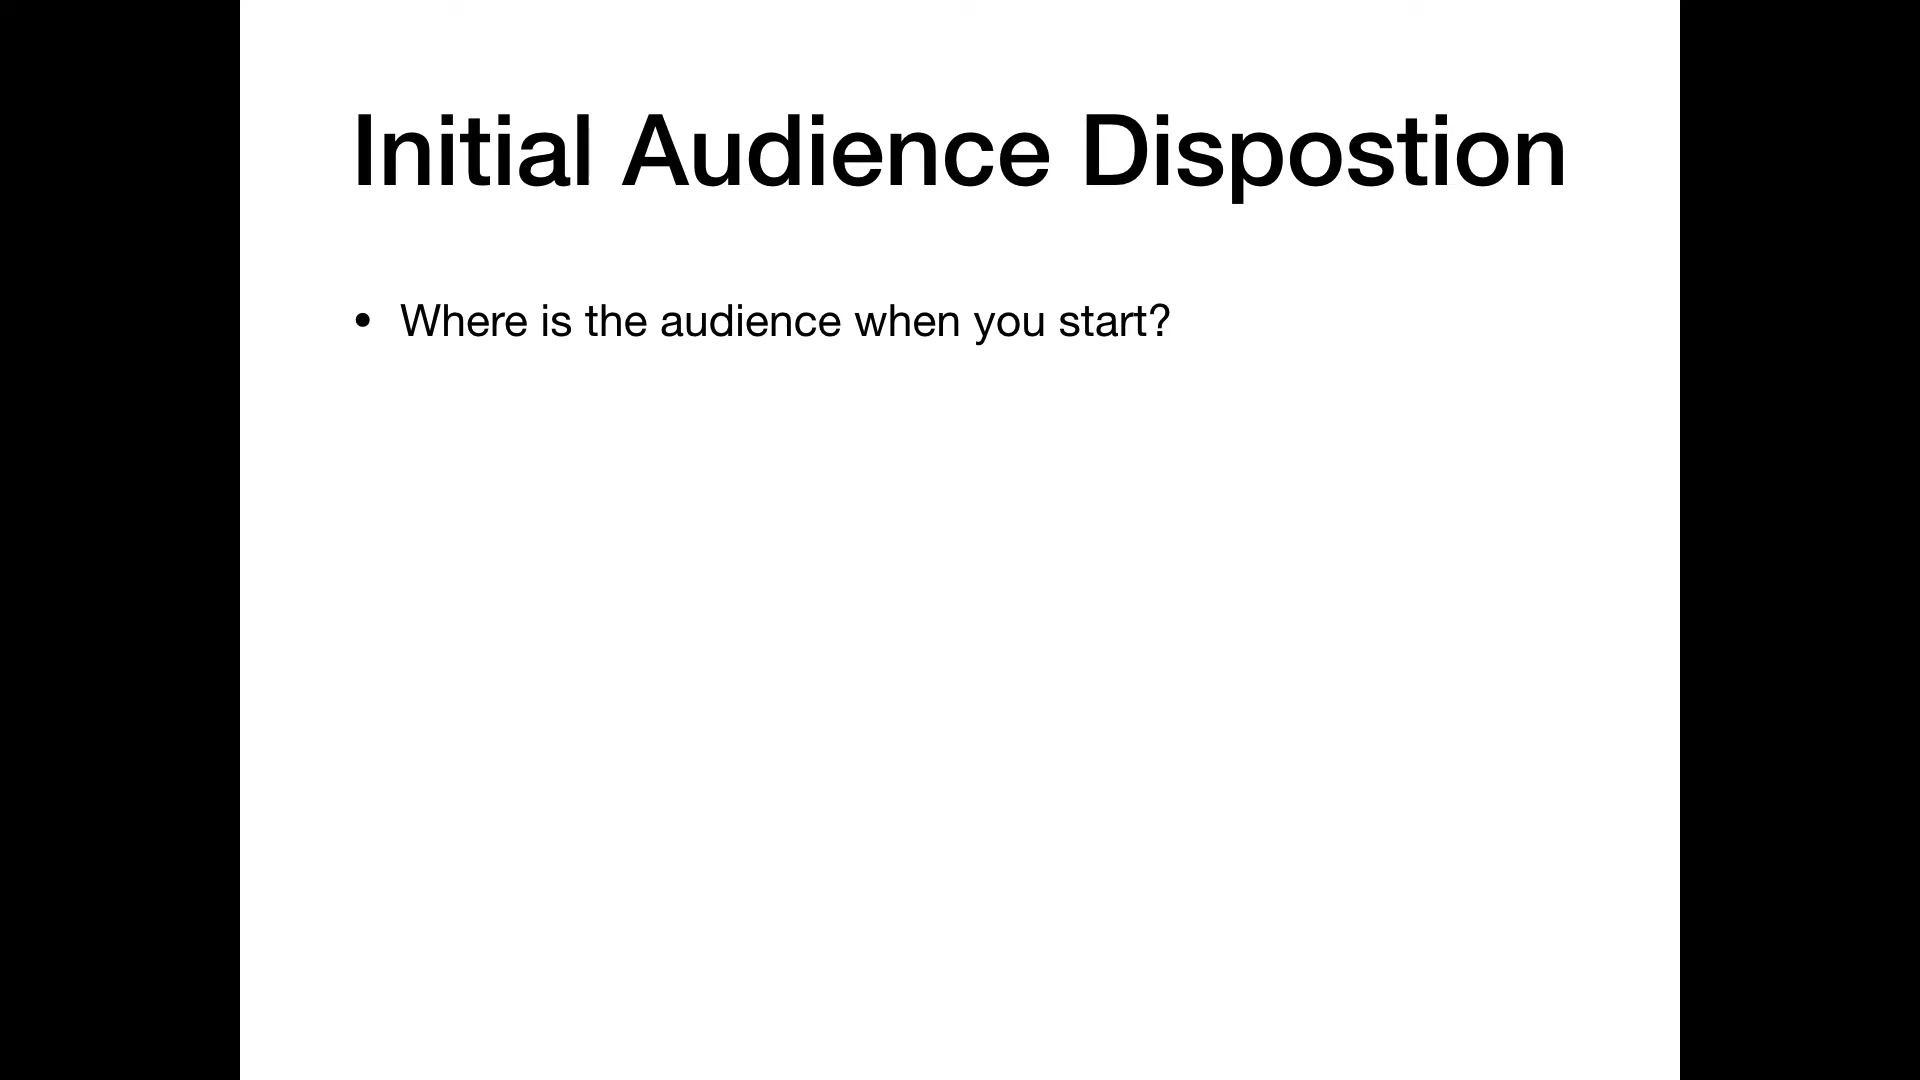 Initial Audience Dispostion
• Where is the audience when you start?